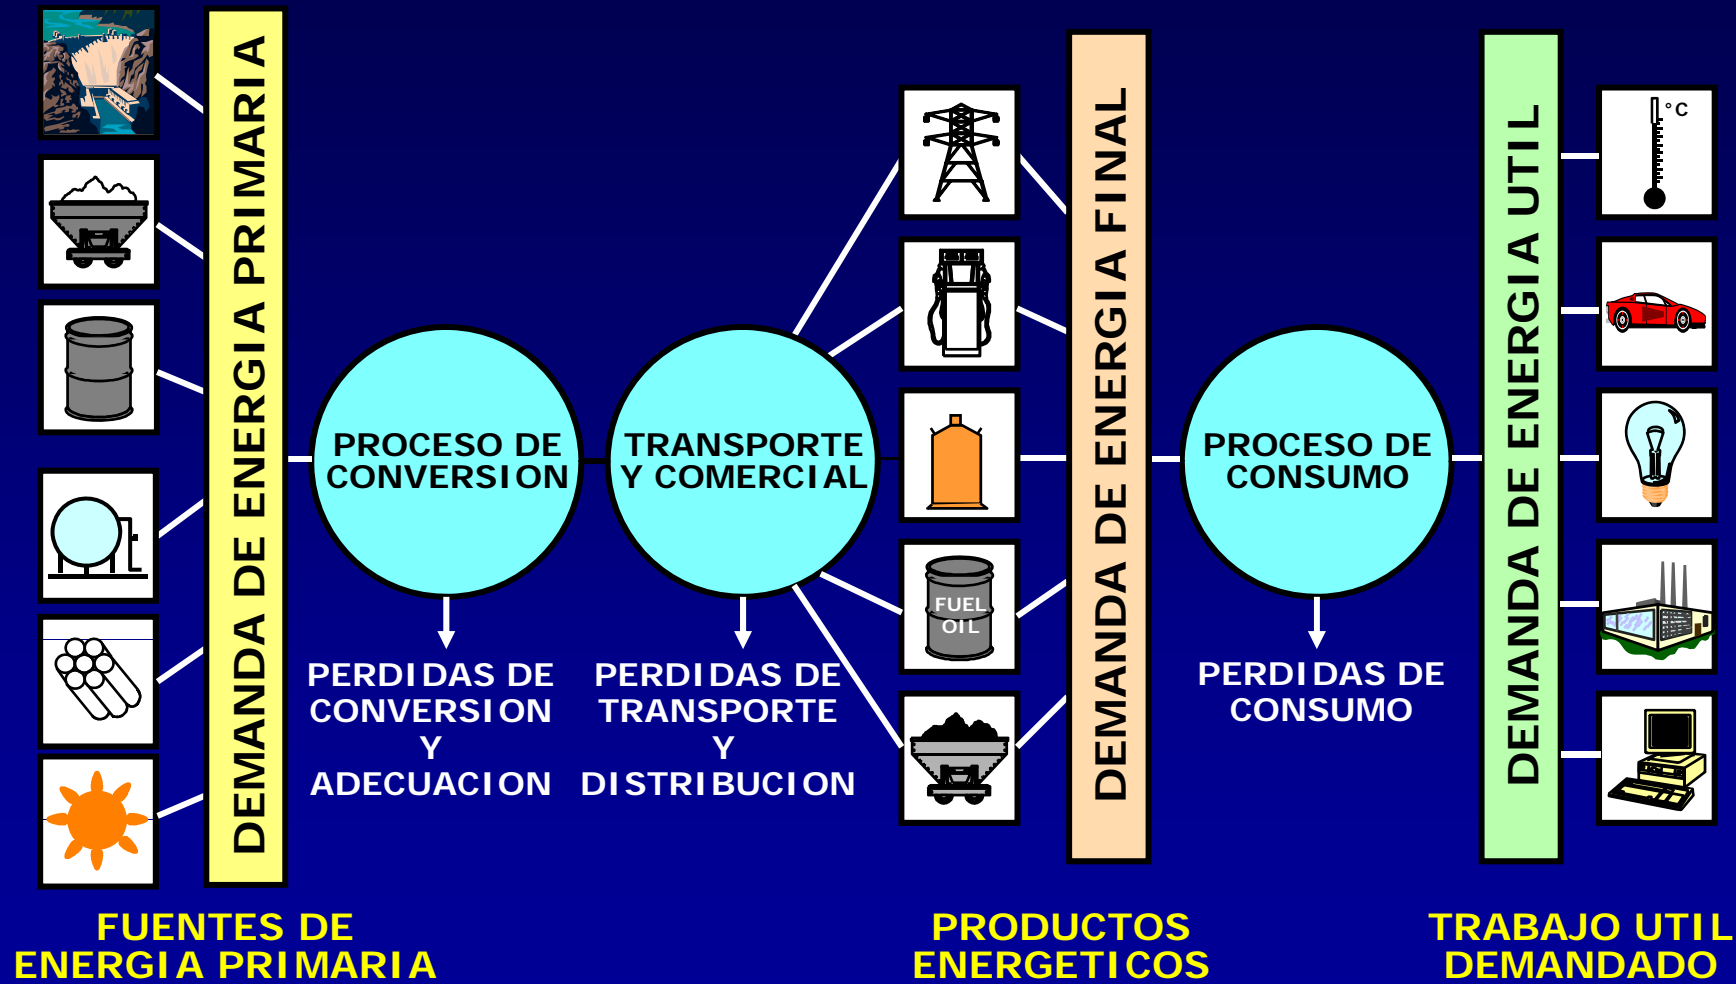 DEMANDA DE ENERGIA PRIMARIA
PROCESO DE
CONVERSION
PERDIDAS DE
CONVERSION
Y
ADECUACION
TRANSPORTE
Y COMERCIAL
PERDIDAS DE
TRANSPORTE
Y
DISTRIBUCION
FUEL
OIL
DEMANDA DE ENERGIA FINAL
PROCESO DE
CONSUMO
PERDIDAS DE
CONSUMO
DEMANDA DE ENERGIA UTIL
°C
FUENTES DE
ENERGIA PRIMARIA
PRODUCTOS
ENERGETICOS
TRABAJO UTIL
DEMANDADO